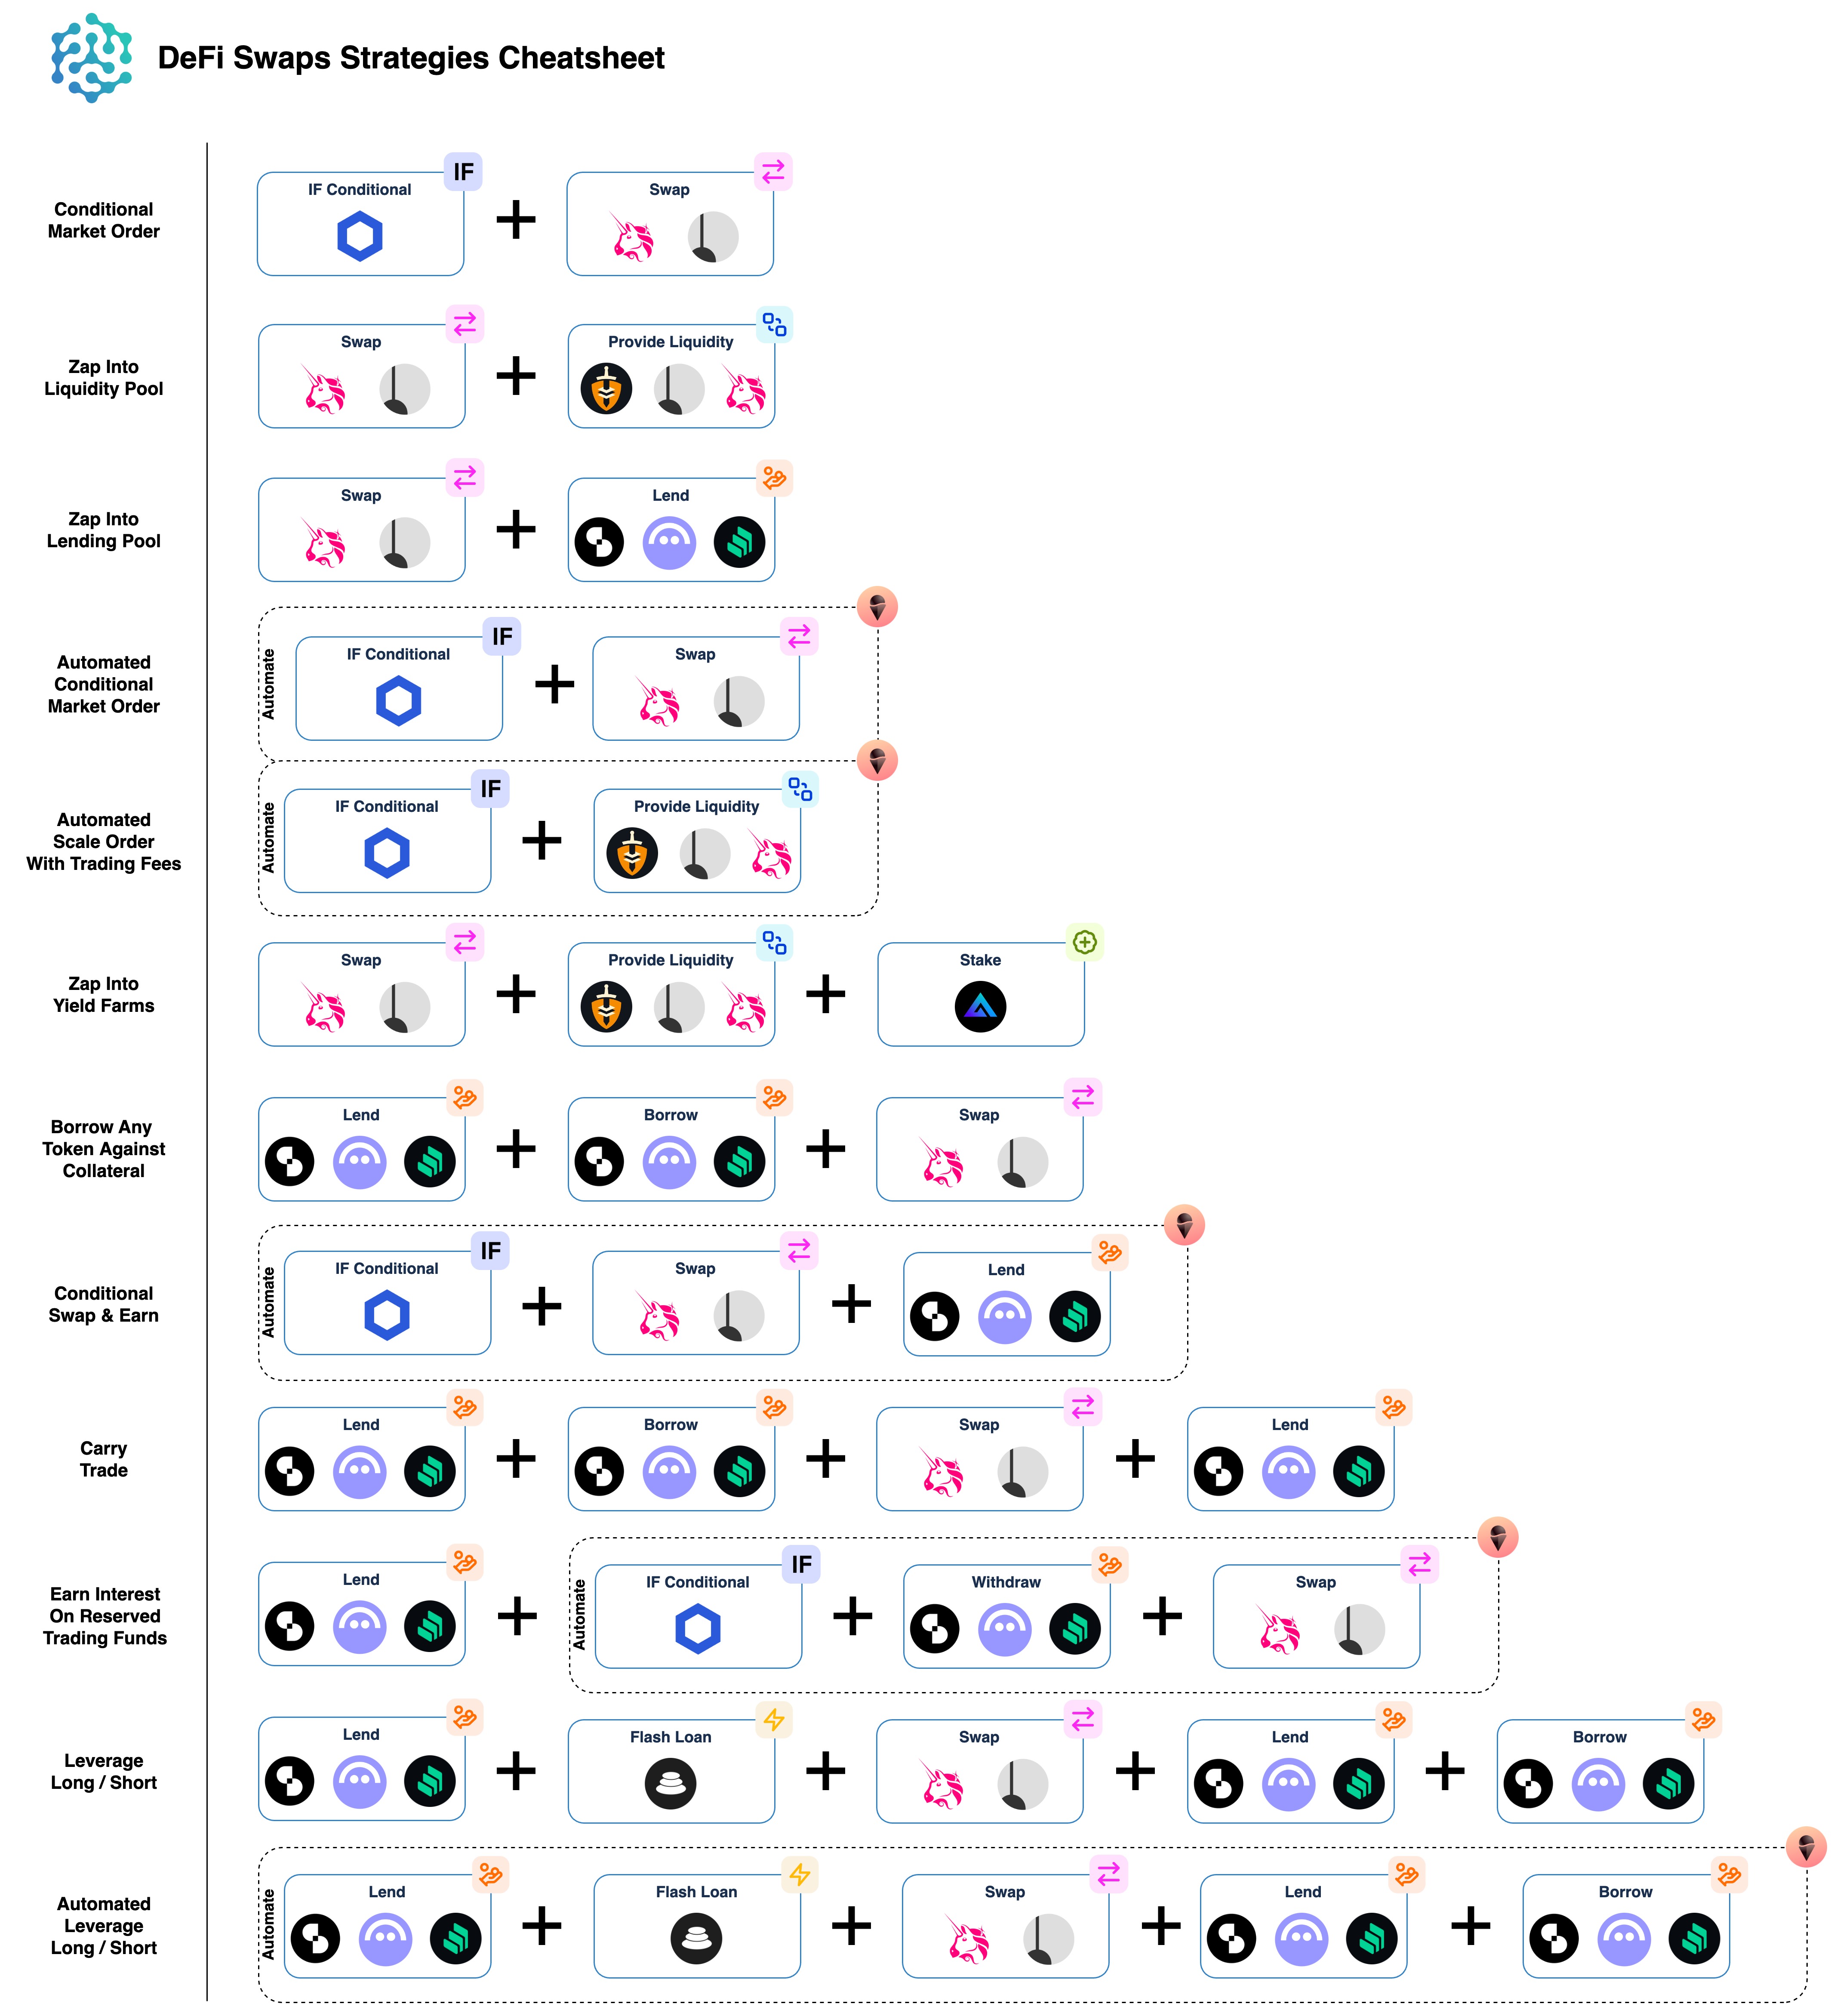 DeFi Swaps Strategies Cheatsheet
Conditional
Market Order
IF Conditional
IF
Swap
Zap Into
Liquidity Pool
Swap
Provide Liquidity
Zap Into
Lending Pool
Swap
Lend
Automated
Conditional
Market Order
Automate
IF Conditional
IF
Swap
Automated
Scale Order
With Trading Fees
Automate
IF Conditional
IF
Provide Liquidity
Zap Into
Yield Farms
Swap
Provide Liquidity
Stake
Borrow Any
Token Against
Collateral
Lend
Borrow
Swap
Conditional
Swap & Earn
Automate
IF Conditional
IF
Swap
Lend
Carry
Trade
Lend
Borrow
Swap
Lend
Earn Interest
On Reserved
Trading Funds
Lend
Automate
IF Conditional
IF
Withdraw
Swap
Leverage
Long / Short
Lend
Flash Loan
Swap
Lend
Borrow
Automated
Leverage
Long / Short
Automate
Lend
Flash Loan
Swap
Lend
Borrow